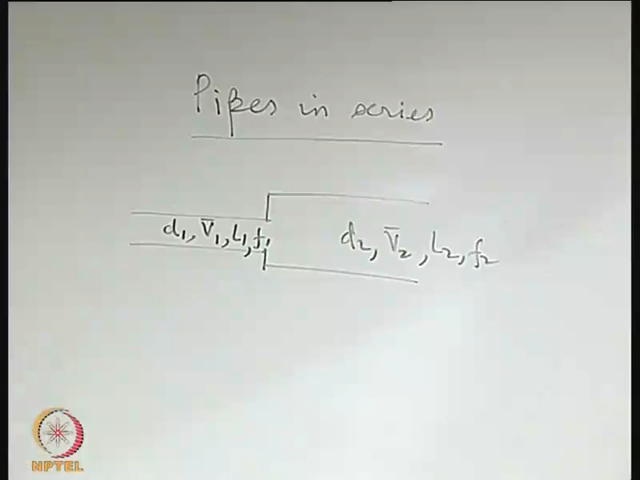 Pipes in series
d₁, V̅₁, L₁, f₁
d₂, V̅₂, L₂, f₂
NPTEL